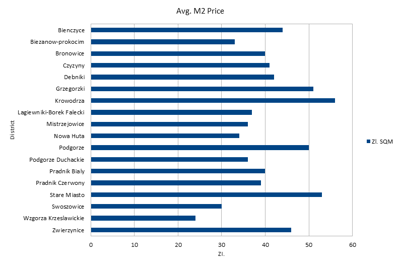 Avg. M2 Price
Bienczyce
Biezanow-prokocim
Bronowice
Czyzyny
Debniki
Grzegorzki
Krowodrza
Lagiewniki-Borek Falecki
Mistrzejowice
Nowa Huta
Podgorze
Podgorze Duchackie
Pradnik Bialy
Pradnik Czerwony
Stare Miasto
Swoszowice
Wzgorza Krzeslawickie
Zwierzynice
District
0 10 20 30 40 50 60
Zl.
Zl. SQM